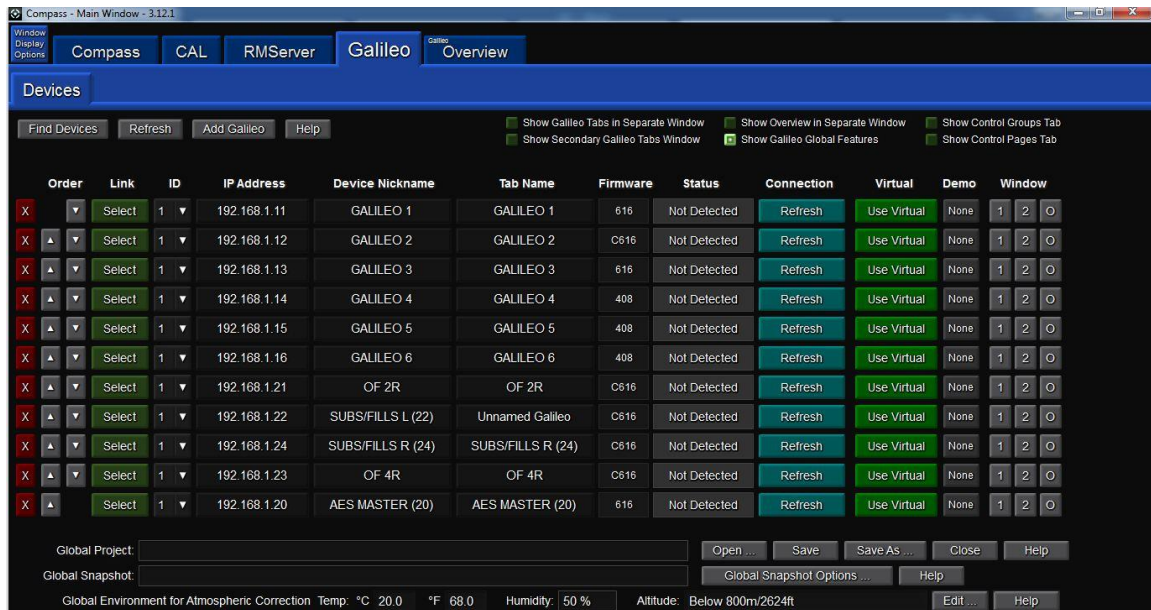 Compass - Main Window - 3.12.1
Window Display Options
Compass CAL RMServer Galileo Galileo Overview
Devices
Find Devices Refresh Add Galileo Help
Show Galileo Tabs in Separate Window Show Overview in Separate Window Show Control Groups Tab
Show Secondary Galileo Tabs Window Show Galileo Global Features Show Control Pages Tab
Order Link ID IP Address Device Nickname Tab Name Firmware Status Connection Virtual Demo Window
X ▼ Select 1 ▼ 192.168.1.11 GALILEO 1 GALILEO 1 616 Not Detected Refresh Use Virtual None 1 2 O
X ▲ ▼ Select 1 ▼ 192.168.1.12 GALILEO 2 GALILEO 2 C616 Not Detected Refresh Use Virtual None 1 2 O
X ▲ ▼ Select 1 ▼ 192.168.1.13 GALILEO 3 GALILEO 3 616 Not Detected Refresh Use Virtual None 1 2 O
X ▲ ▼ Select 1 ▼ 192.168.1.14 GALILEO 4 GALILEO 4 408 Not Detected Refresh Use Virtual None 1 2 O
X ▲ ▼ Select 1 ▼ 192.168.1.15 GALILEO 5 GALILEO 5 408 Not Detected Refresh Use Virtual None 1 2 O
X ▲ ▼ Select 1 ▼ 192.168.1.16 GALILEO 6 GALILEO 6 408 Not Detected Refresh Use Virtual None 1 2 O
X ▲ ▼ Select 1 ▼ 192.168.1.21 OF 2R OF 2R C616 Not Detected Refresh Use Virtual None 1 2 O
X ▲ ▼ Select 1 ▼ 192.168.1.22 SUBS/FILLS L (22) Unnamed Galileo C616 Not Detected Refresh Use Virtual None 1 2 O
X ▲ ▼ Select 1 ▼ 192.168.1.24 SUBS/FILLS R (24) SUBS/FILLS R (24) C616 Not Detected Refresh Use Virtual None 1 2 O
X ▲ ▼ Select 1 ▼ 192.168.1.23 OF 4R OF 4R C616 Not Detected Refresh Use Virtual None 1 2 O
X ▲ Select 1 ▼ 192.168.1.20 AES MASTER (20) AES MASTER (20) 616 Not Detected Refresh Use Virtual None 1 2 O
Global Project: Open ... Save Save As ... Close Help
Global Snapshot: Global Snapshot Options ... Help
Global Environment for Atmospheric Correction Temp: °C 20.0 °F 68.0 Humidity: 50 % Altitude: Below 800m/2624ft Edit ... Help